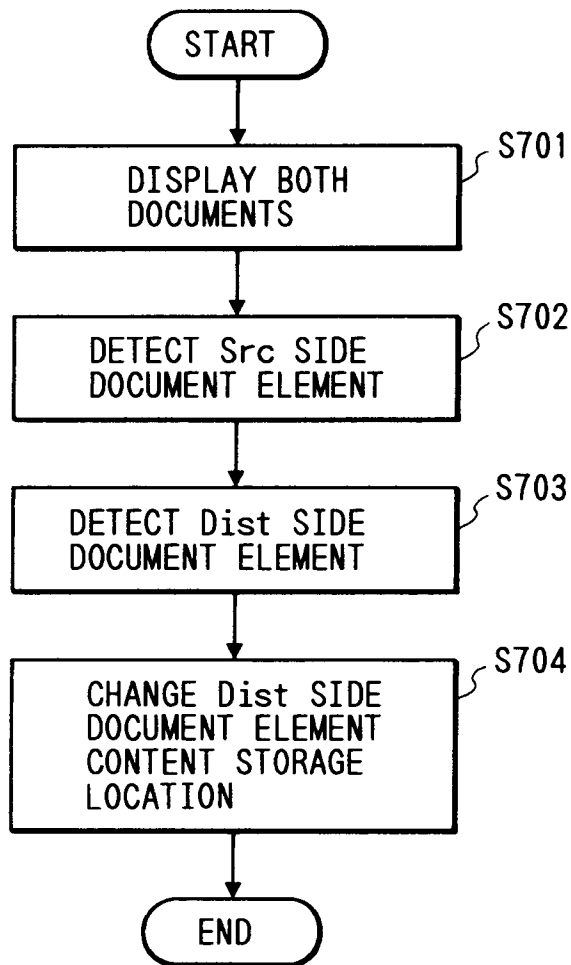 START
S701
DISPLAY BOTH
DOCUMENTS
S702
DETECT Src SIDE
DOCUMENT ELEMENT
S703
DETECT Dist SIDE
DOCUMENT ELEMENT
S704
CHANGE Dist SIDE
DOCUMENT ELEMENT
CONTENT STORAGE
LOCATION
END